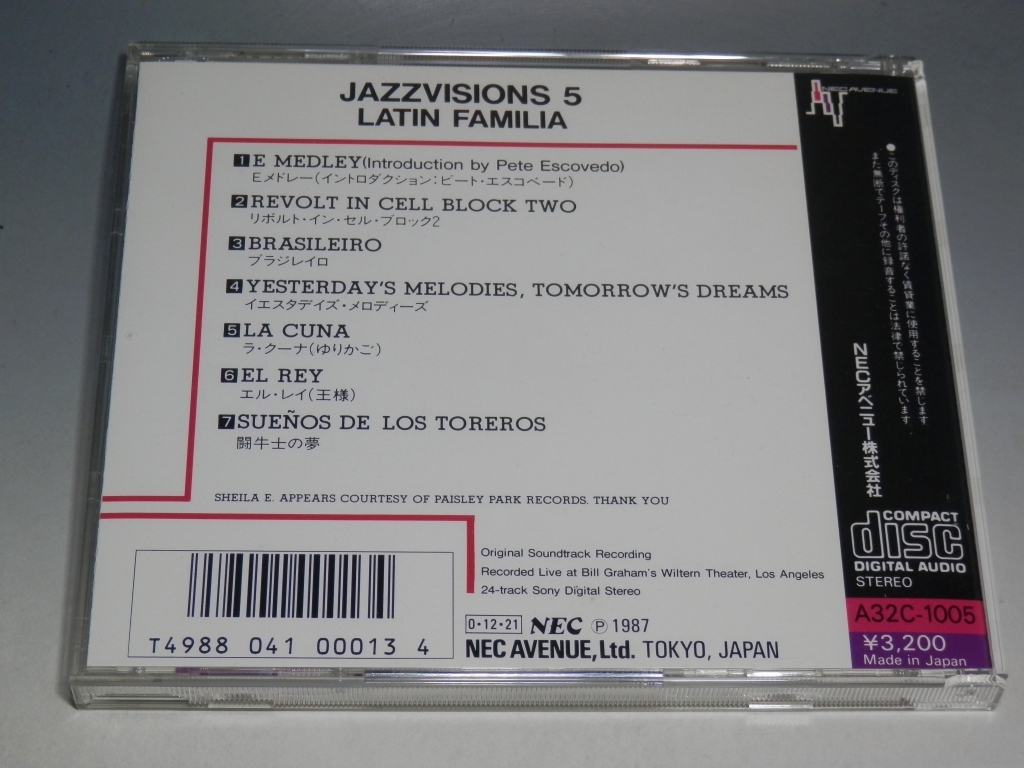 JAZZVISIONS 5
LATIN FAMILIA
1 E MEDLEY(Introduction by Pete Escovedo)
Eメドレー(イントロダクション:ピート・エスコベード)
2 REVOLT IN CELL BLOCK TWO
リボルト・イン・セル・ブロック2
3 BRASILEIRO
ブラジレイロ
4 YESTERDAY'S MELODIES, TOMORROW'S DREAMS
イエスタデイズ・メロディーズ
5 LA CUNA
ラ・クーナ(ゆりかご)
6 EL REY
エル・レイ(王様)
7 SUEÑOS DE LOS TOREROS
闘牛士の夢
SHEILA E. APPEARS COURTESY OF PAISLEY PARK RECORDS. THANK YOU
Original Soundtrack Recording
Recorded Live at Bill Graham's Wiltern Theater, Los Angeles
24-track Sony Digital Stereo
0·12·21 NEC Ⓟ 1987
NEC AVENUE, Ltd. TOKYO, JAPAN
T4988 041 00013 4
NEC AVENUE
●このディスクは権利者の許諾なく賃貸業に使用することを禁じます
また無断でテープその他に録音することは法律で禁じられています
NECアベニュー株式会社
COMPACT
disc
DIGITAL AUDIO
STEREO
A32C-1005
¥3,200
Made in Japan